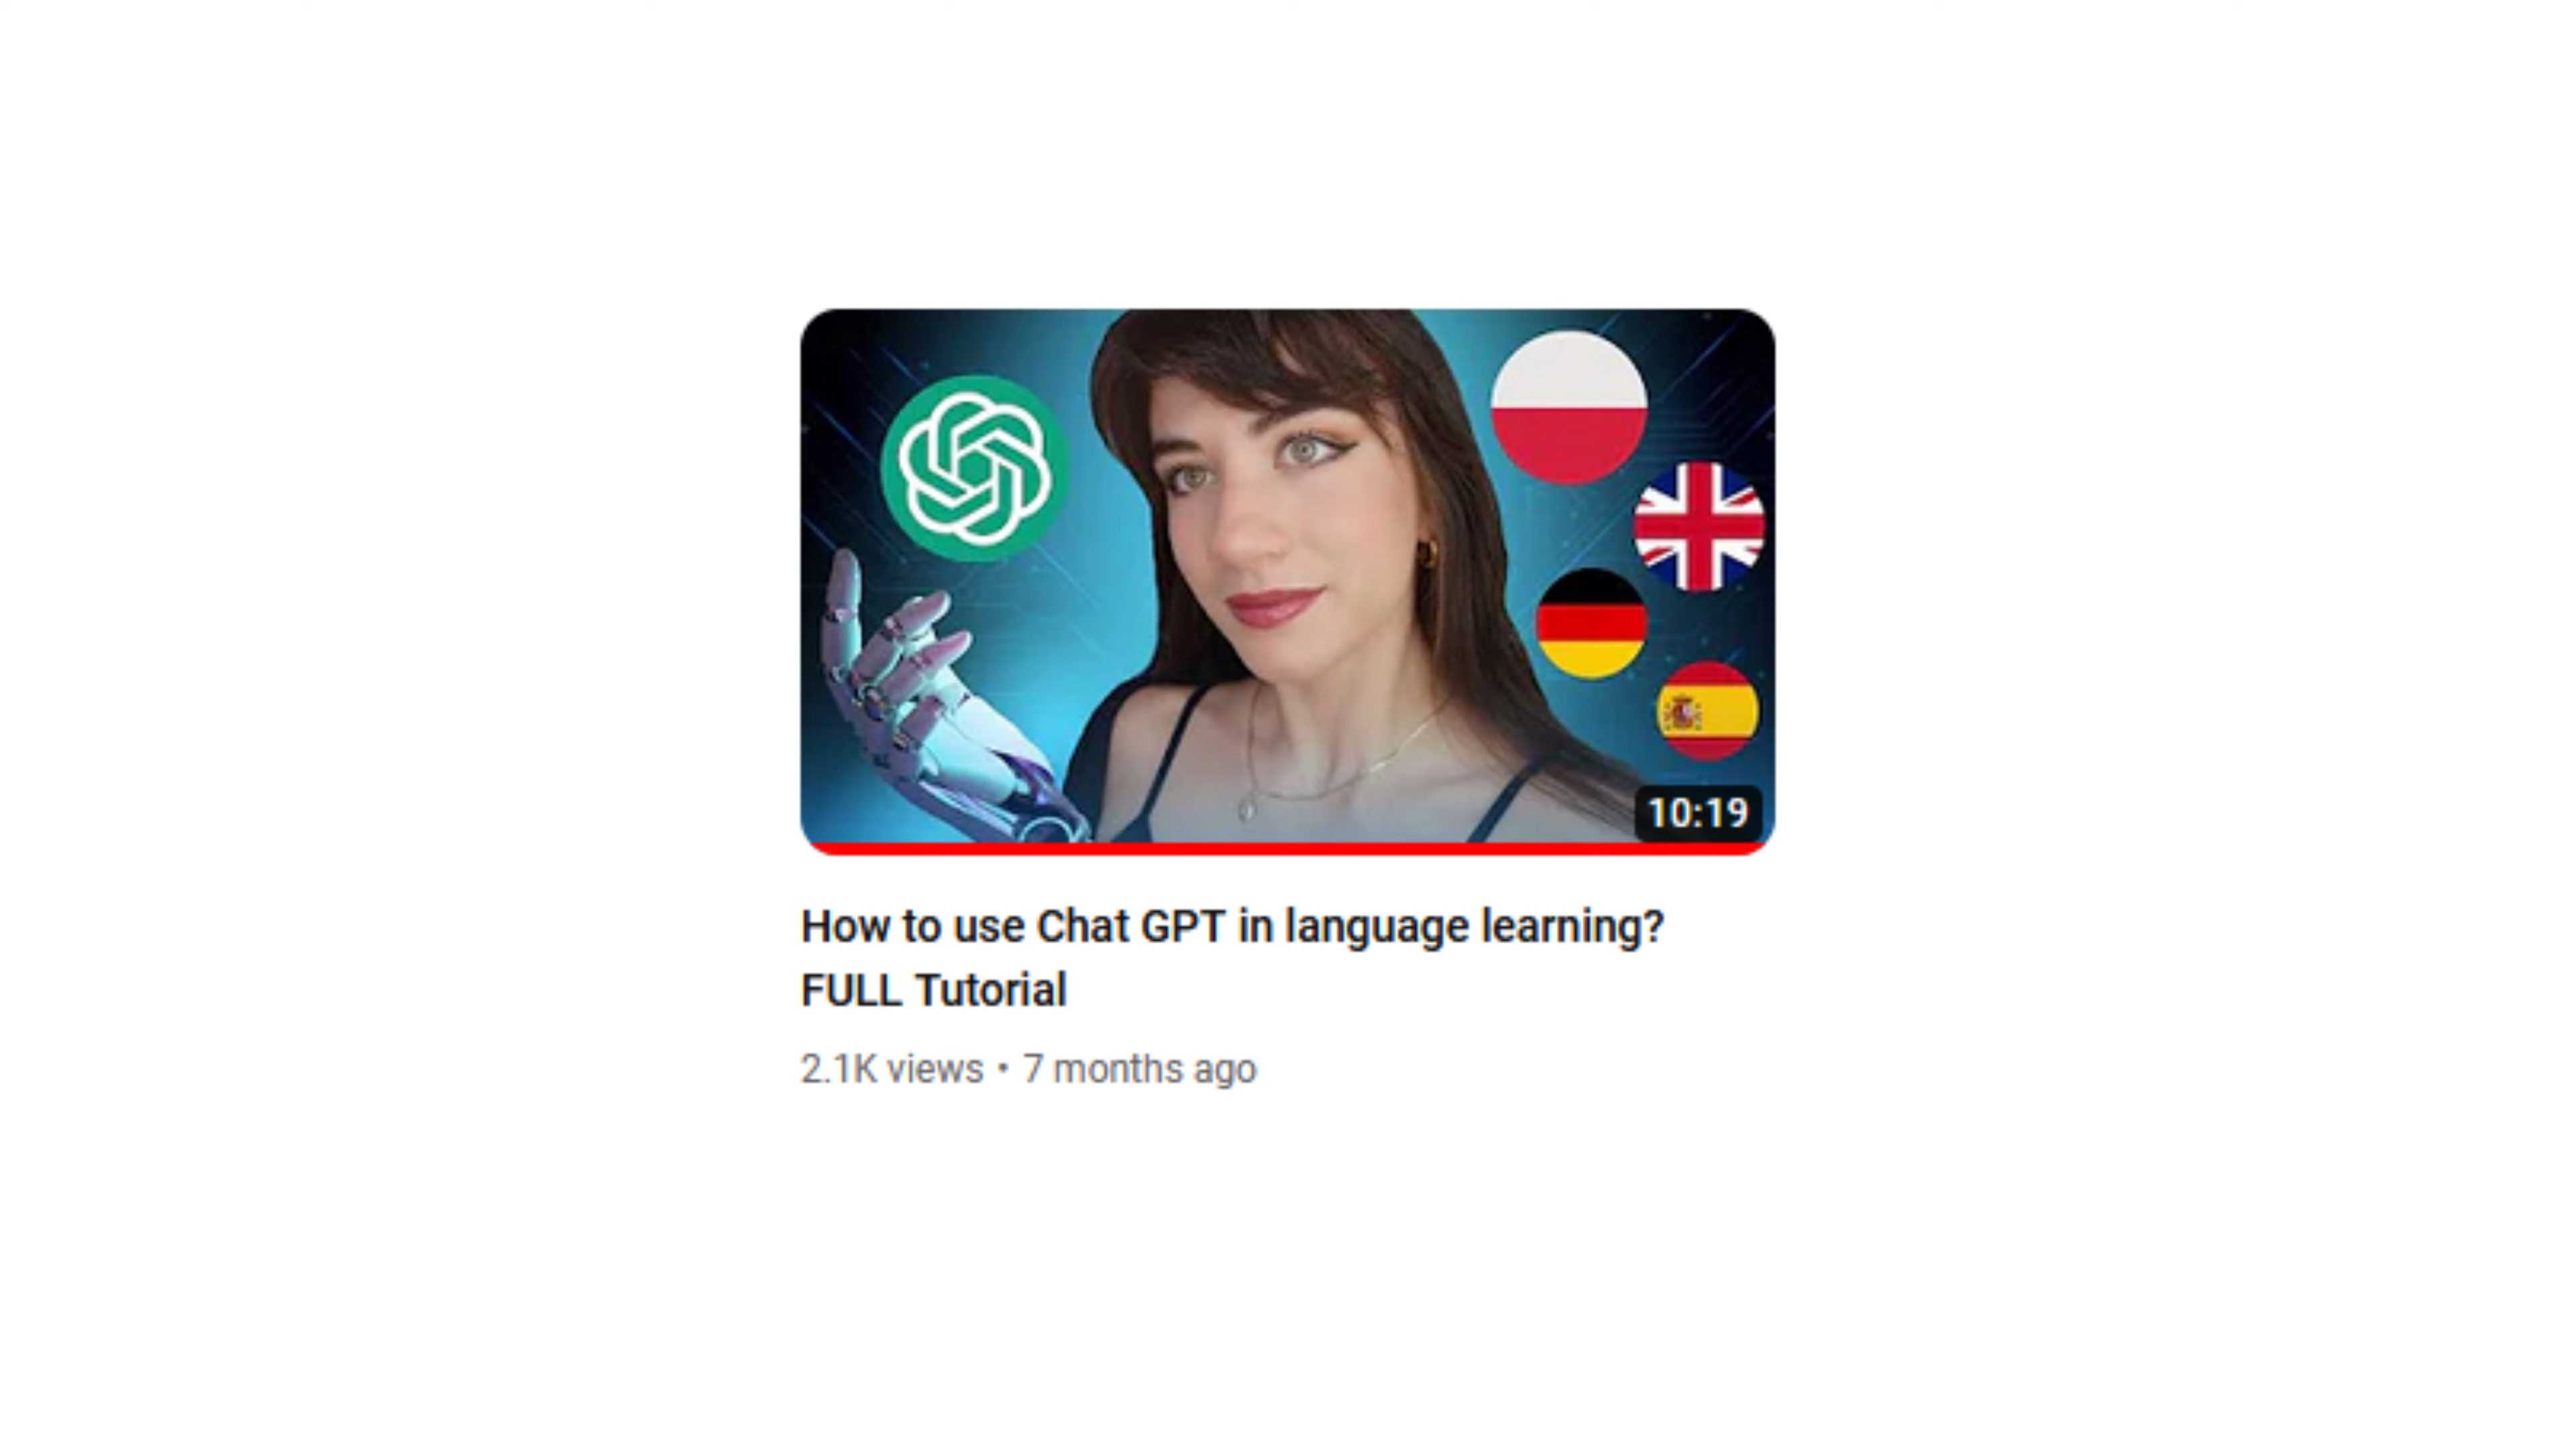 10:19
How to use Chat GPT in language learning?
FULL Tutorial
2.1K views • 7 months ago